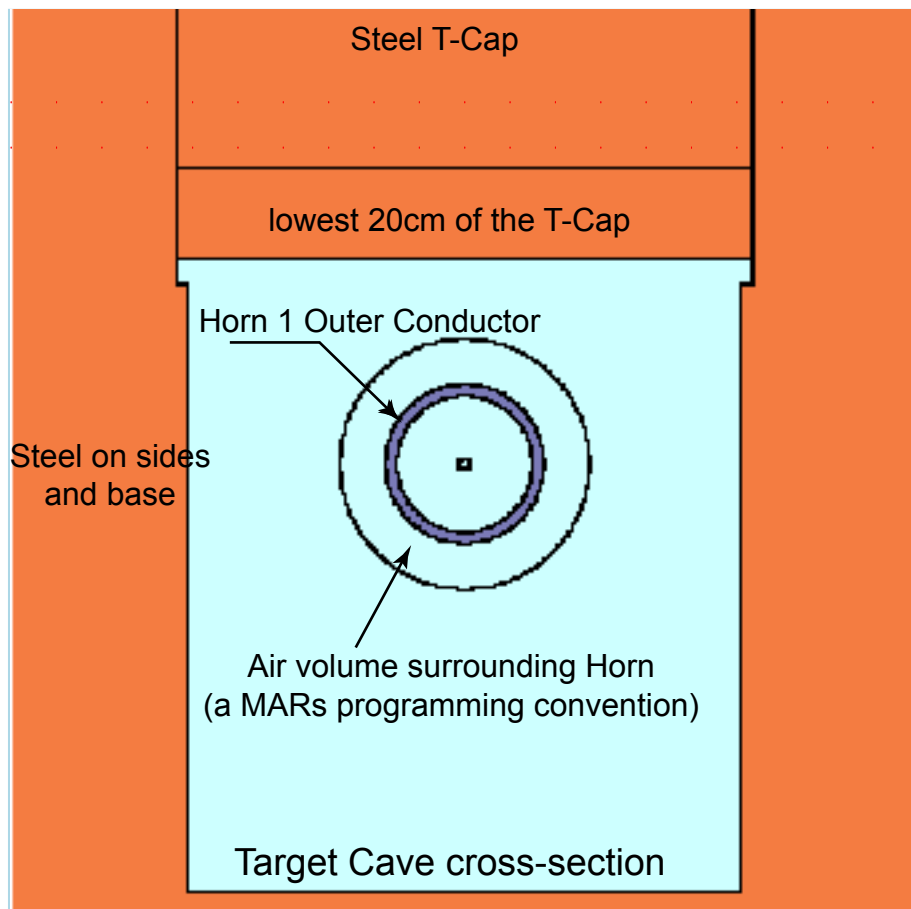 Steel T-Cap
lowest 20cm of the T-Cap
Horn 1 Outer Conductor
Steel on sides
and base
Air volume surrounding Horn
(a MARs programming convention)
Target Cave cross-section